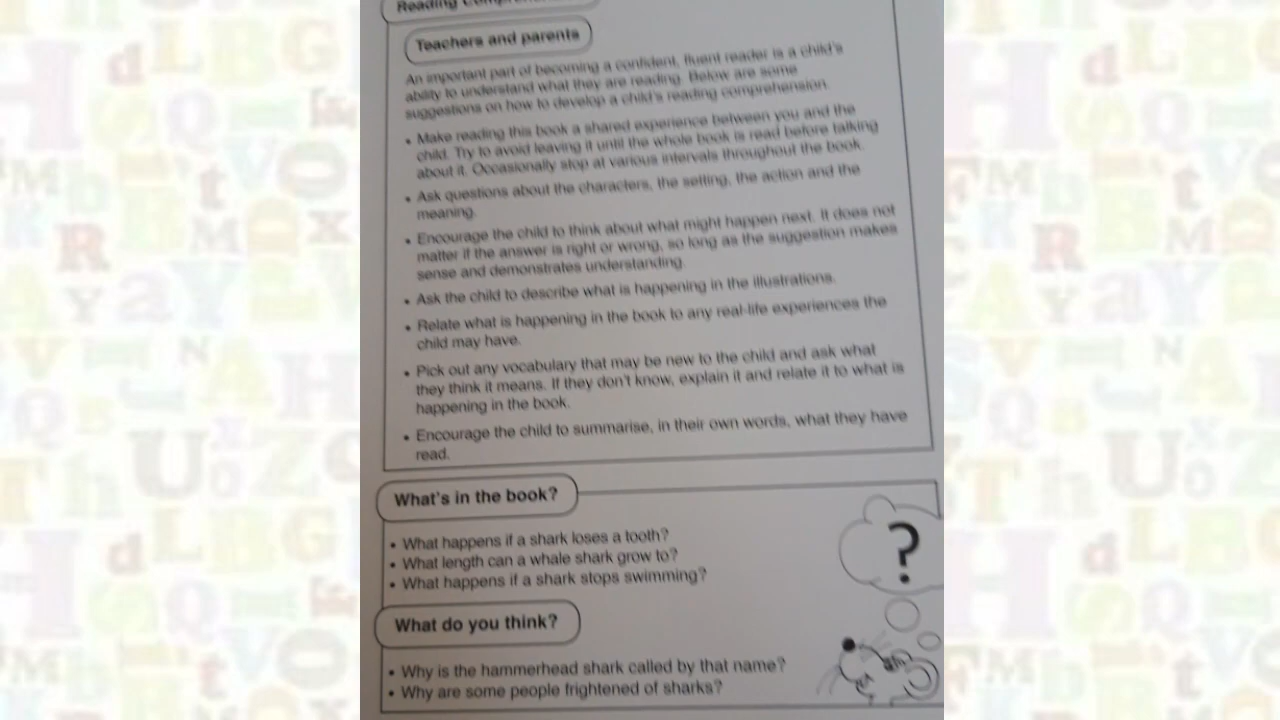 Reading Comprehension
Teachers and parents
An important part of becoming a confident, fluent reader is a child's
ability to understand what they are reading. Below are some
suggestions on how to develop a child's reading comprehension.
• Make reading this book a shared experience between you and the
child. Try to avoid leaving it until the whole book is read before talking
about it. Occasionally stop at various intervals throughout the book.
• Ask questions about the characters, the setting, the action and the
meaning.
• Encourage the child to think about what might happen next. It does not
matter if the answer is right or wrong, so long as the suggestion makes
sense and demonstrates understanding.
• Ask the child to describe what is happening in the illustrations.
• Relate what is happening in the book to any real-life experiences the
child may have.
• Pick out any vocabulary that may be new to the child and ask what
they think it means. If they don't know, explain it and relate it to what is
happening in the book.
• Encourage the child to summarise, in their own words, what they have
read.
What's in the book?
• What happens if a shark loses a tooth?
• What length can a whale shark grow to?
• What happens if a shark stops swimming?
?
What do you think?
• Why is the hammerhead shark called by that name?
• Why are some people frightened of sharks?